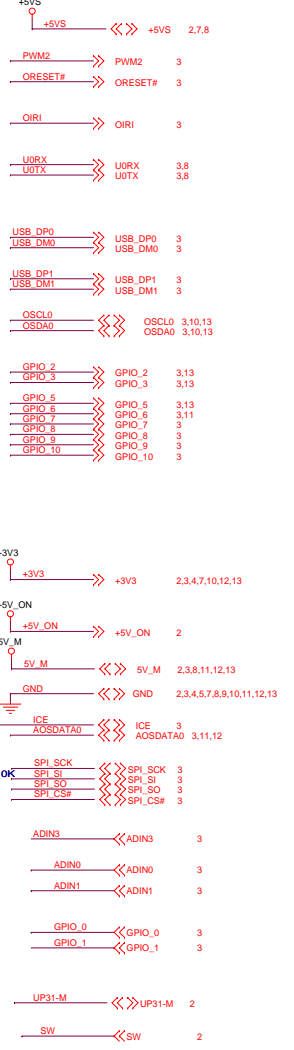 +5VS
+5VS +5VS 2,7,8
PWM2 PWM2 3
ORESET# ORESET# 3
OIRI OIRI 3
U0RX U0RX 3,8
U0TX U0TX 3,8
USB_DP0 USB_DP0 3
USB_DM0 USB_DM0 3
USB_DP1 USB_DP1 3
USB_DM1 USB_DM1 3
OSCL0 OSCL0 3,10,13
OSDA0 OSDA0 3,10,13
GPIO_2 GPIO_2 3,13
GPIO_3 GPIO_3 3,13
GPIO_5 GPIO_5 3,13
GPIO_6 GPIO_6 3,11
GPIO_7 GPIO_7 3
GPIO_8 GPIO_8 3
GPIO_9 GPIO_9 3
GPIO_10 GPIO_10 3
+3V3
+3V3 +3V3 2,3,4,7,10,12,13
+5V_ON
+5V_ON +5V_ON 2
5V_M
5V_M 5V_M 2,3,8,11,12,13
GND GND 2,3,4,5,7,8,9,10,11,12,13
ICE ICE 3
AOSDATA0 AOSDATA0 3,11,12
SPI_SCK SPI_SCK 3
OK SPI_SI SPI_SI 3
SPI_SO SPI_SO 3
SPI_CS# SPI_CS# 3
ADIN3 ADIN3 3
ADIN0 ADIN0 3
ADIN1 ADIN1 3
GPIO_0 GPIO_0 3
GPIO_1 GPIO_1 3
UP31-M UP31-M 2
SW SW 2